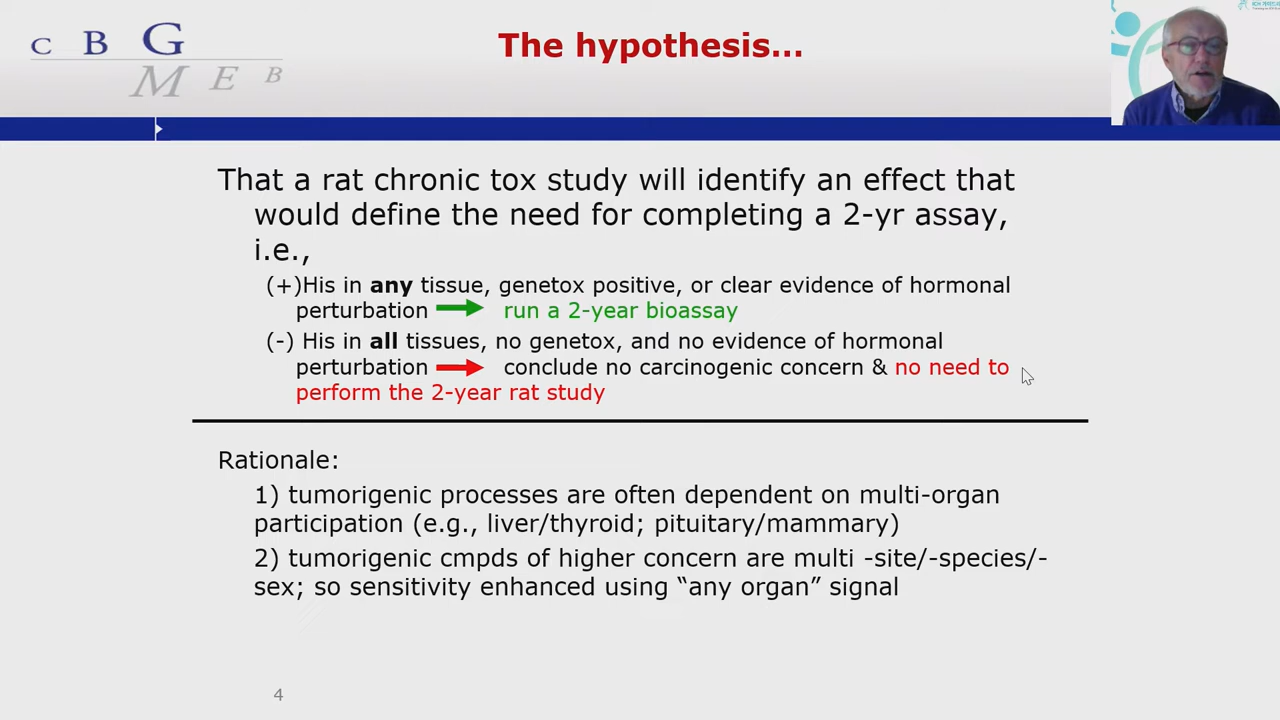 C B G
M E B
The hypothesis...
That a rat chronic tox study will identify an effect that
would define the need for completing a 2-yr assay,
i.e.,
(+)His in any tissue, genetox positive, or clear evidence of hormonal
perturbation run a 2-year bioassay
(-) His in all tissues, no genetox, and no evidence of hormonal
perturbation conclude no carcinogenic concern & no need to
perform the 2-year rat study
Rationale:
1) tumorigenic processes are often dependent on multi-organ
participation (e.g., liver/thyroid; pituitary/mammary)
2) tumorigenic cmpds of higher concern are multi -site/-species/-
sex; so sensitivity enhanced using “any organ” signal
4